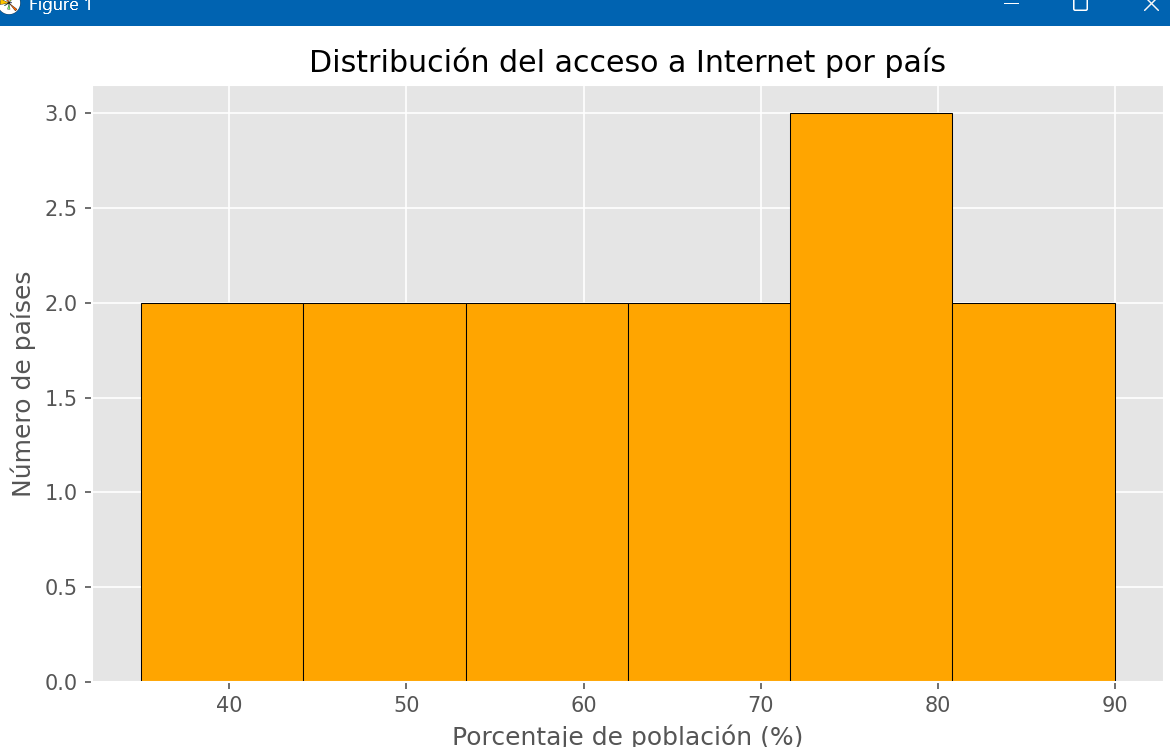 Figure 1
Distribución del acceso a Internet por país
3.0
2.5
2.0
1.5
1.0
0.5
0.0
Número de países
40 50 60 70 80 90
Porcentaje de población (%)